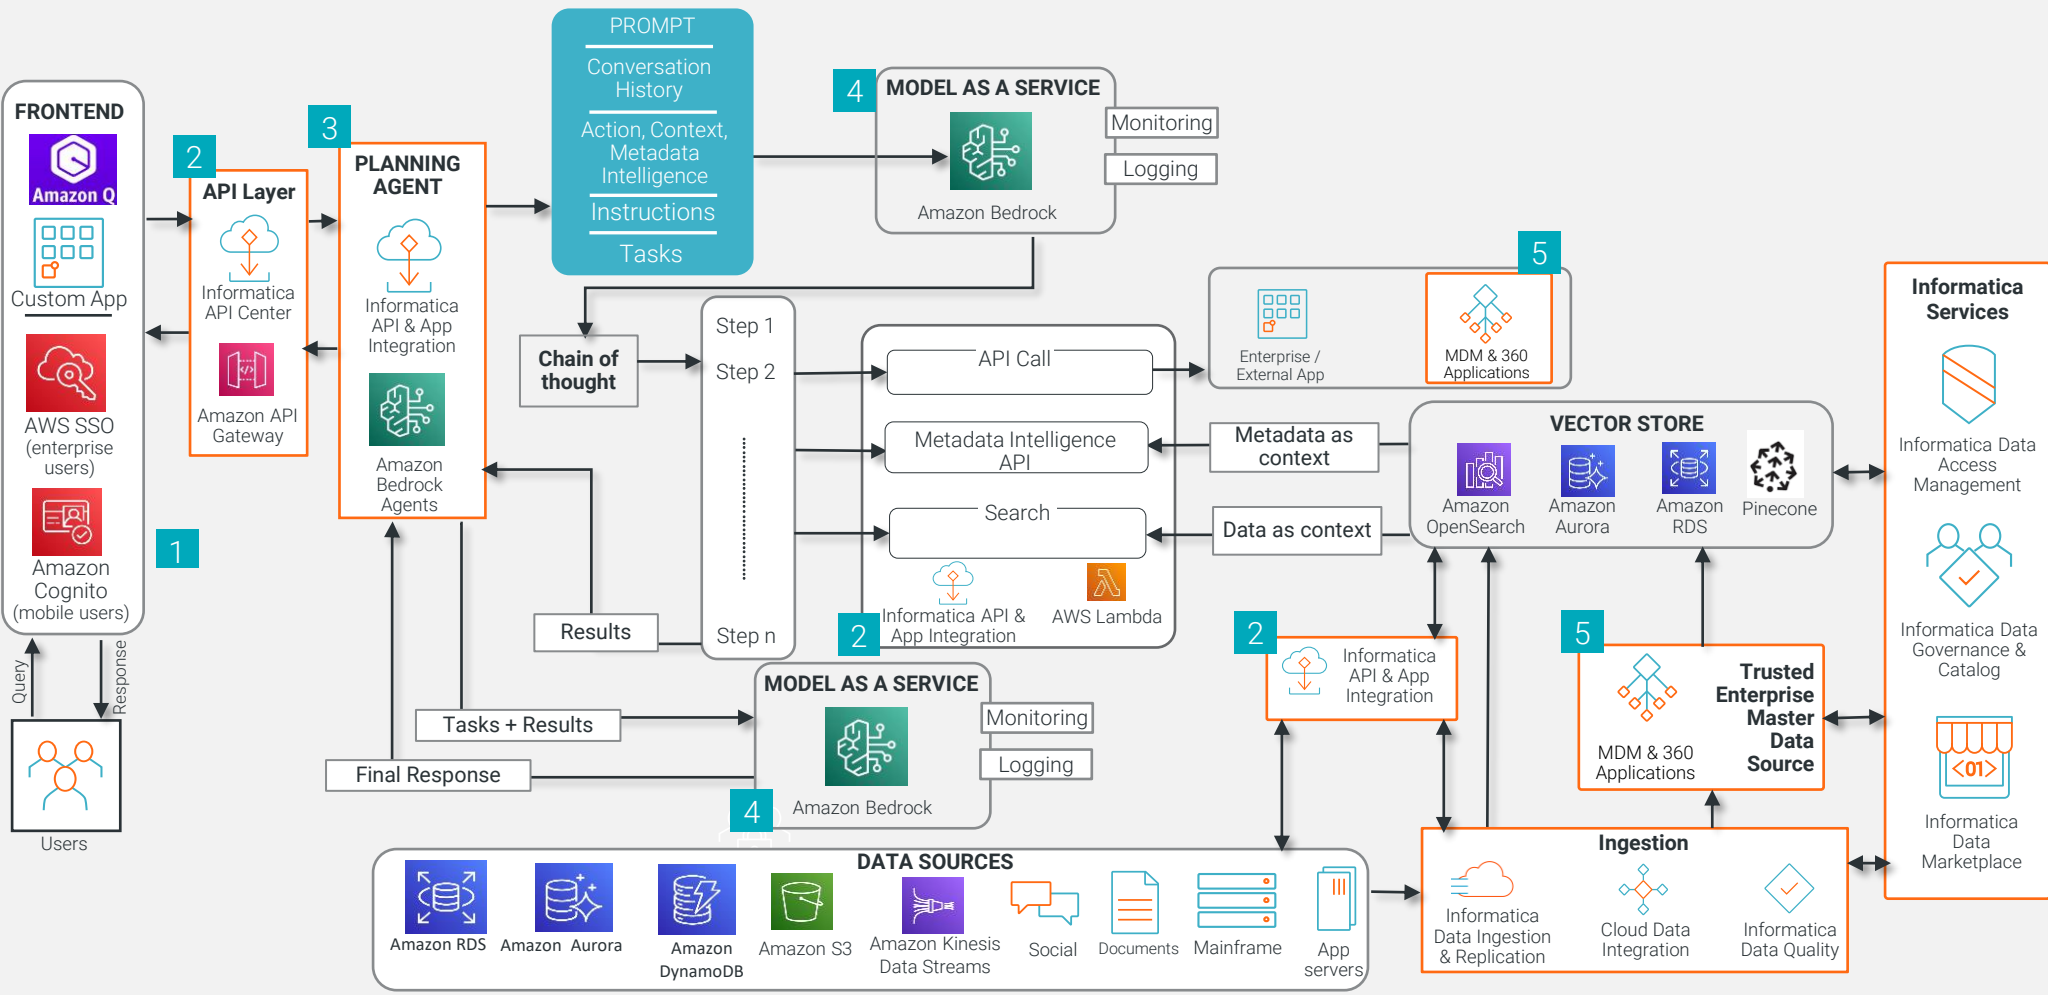 FRONTEND
Amazon Q
Custom App
AWS SSO
(enterprise
users)
Amazon
Cognito
(mobile users)
1
Query
Response
Users
2
API Layer
Informatica
API Center
Amazon API
Gateway
3
PLANNING
AGENT
Informatica
API & App
Integration
Amazon
Bedrock
Agents
PROMPT
Conversation
History
Action, Context,
Metadata
Intelligence
Instructions
Tasks
4
MODEL AS A SERVICE
Monitoring
Logging
Amazon Bedrock
Chain of
thought
Step 1
Step 2
Step n
Results
API Call
Metadata Intelligence
API
Search
Informatica API &
App Integration
AWS Lambda
2
5
Enterprise /
External App
MDM & 360
Applications
Metadata as
context
Data as context
VECTOR STORE
Amazon
OpenSearch
Amazon
Aurora
Amazon
RDS
Pinecone
Informatica
Services
Informatica Data
Access
Management
Informatica Data
Governance &
Catalog
<01>
Informatica
Data
Marketplace
2
Informatica
API & App
Integration
5
MDM & 360
Applications
Trusted
Enterprise
Master
Data
Source
Tasks + Results
Final Response
MODEL AS A SERVICE
Monitoring
Logging
Amazon Bedrock
4
DATA SOURCES
Amazon RDS
Amazon Aurora
Amazon
DynamoDB
Amazon S3
Amazon Kinesis
Data Streams
Social
Documents
Mainframe
App
servers
Ingestion
Informatica
Data Ingestion
& Replication
Cloud Data
Integration
Informatica
Data Quality